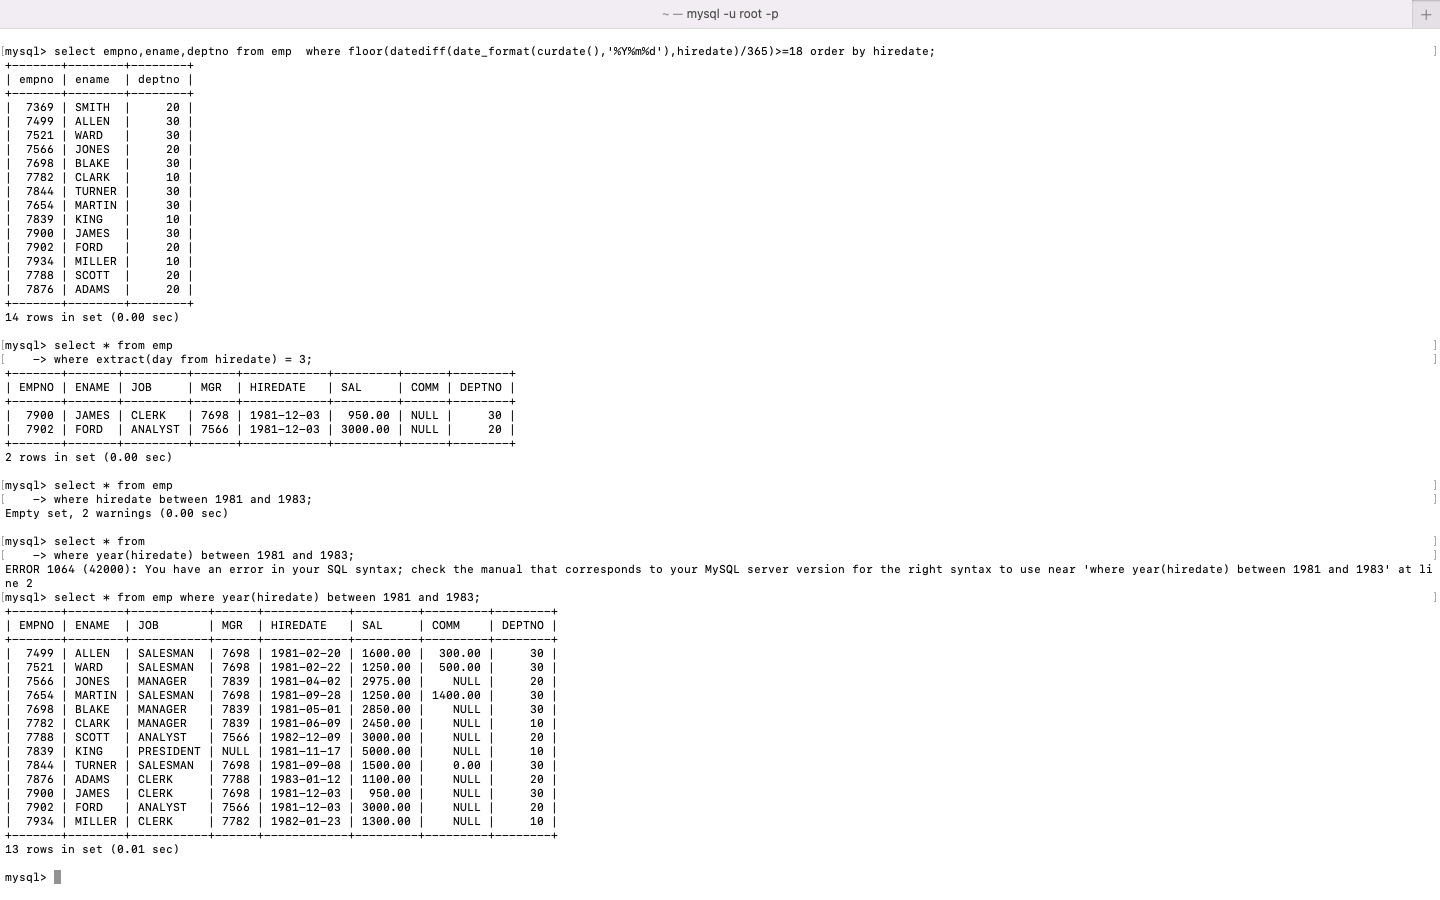 ~ — mysql -u root -p
+
mysql> select empno,ename,deptno from emp  where floor(datediff(date_format(curdate(),'%Y%m%d'),hiredate)/365)>=18 order by hiredate;
+-------+--------+--------+
| empno | ename  | deptno |
+-------+--------+--------+
|  7369 | SMITH  |     20 |
|  7499 | ALLEN  |     30 |
|  7521 | WARD   |     30 |
|  7566 | JONES  |     20 |
|  7698 | BLAKE  |     30 |
|  7782 | CLARK  |     10 |
|  7844 | TURNER |     30 |
|  7654 | MARTIN |     30 |
|  7839 | KING   |     10 |
|  7900 | JAMES  |     30 |
|  7902 | FORD   |     20 |
|  7934 | MILLER |     10 |
|  7788 | SCOTT  |     20 |
|  7876 | ADAMS  |     20 |
+-------+--------+--------+
14 rows in set (0.00 sec)
mysql> select * from emp
    -> where extract(day from hiredate) = 3;
+-------+-------+---------+------+------------+---------+------+--------+
| EMPNO | ENAME | JOB     | MGR  | HIREDATE   | SAL     | COMM | DEPTNO |
+-------+-------+---------+------+------------+---------+------+--------+
|  7900 | JAMES | CLERK   | 7698 | 1981-12-03 |  950.00 | NULL |     30 |
|  7902 | FORD  | ANALYST | 7566 | 1981-12-03 | 3000.00 | NULL |     20 |
+-------+-------+---------+------+------------+---------+------+--------+
2 rows in set (0.00 sec)
mysql> select * from emp
    -> where hiredate between 1981 and 1983;
Empty set, 2 warnings (0.00 sec)
mysql> select * from
    -> where year(hiredate) between 1981 and 1983;
ERROR 1064 (42000): You have an error in your SQL syntax; check the manual that corresponds to your MySQL server version for the right syntax to use near 'where year(hiredate) between 1981 and 1983' at li
ne 2
mysql> select * from emp where year(hiredate) between 1981 and 1983;
+-------+--------+-----------+------+------------+---------+---------+--------+
| EMPNO | ENAME  | JOB       | MGR  | HIREDATE   | SAL     | COMM    | DEPTNO |
+-------+--------+-----------+------+------------+---------+---------+--------+
|  7499 | ALLEN  | SALESMAN  | 7698 | 1981-02-20 | 1600.00 |  300.00 |     30 |
|  7521 | WARD   | SALESMAN  | 7698 | 1981-02-22 | 1250.00 |  500.00 |     30 |
|  7566 | JONES  | MANAGER   | 7839 | 1981-04-02 | 2975.00 |    NULL |     20 |
|  7654 | MARTIN | SALESMAN  | 7698 | 1981-09-28 | 1250.00 | 1400.00 |     30 |
|  7698 | BLAKE  | MANAGER   | 7839 | 1981-05-01 | 2850.00 |    NULL |     30 |
|  7782 | CLARK  | MANAGER   | 7839 | 1981-06-09 | 2450.00 |    NULL |     10 |
|  7788 | SCOTT  | ANALYST   | 7566 | 1982-12-09 | 3000.00 |    NULL |     20 |
|  7839 | KING   | PRESIDENT | NULL | 1981-11-17 | 5000.00 |    NULL |     10 |
|  7844 | TURNER | SALESMAN  | 7698 | 1981-09-08 | 1500.00 |    0.00 |     30 |
|  7876 | ADAMS  | CLERK     | 7788 | 1983-01-12 | 1100.00 |    NULL |     20 |
|  7900 | JAMES  | CLERK     | 7698 | 1981-12-03 |  950.00 |    NULL |     30 |
|  7902 | FORD   | ANALYST   | 7566 | 1981-12-03 | 3000.00 |    NULL |     20 |
|  7934 | MILLER | CLERK     | 7782 | 1982-01-23 | 1300.00 |    NULL |     10 |
+-------+--------+-----------+------+------------+---------+---------+--------+
13 rows in set (0.01 sec)
mysql>